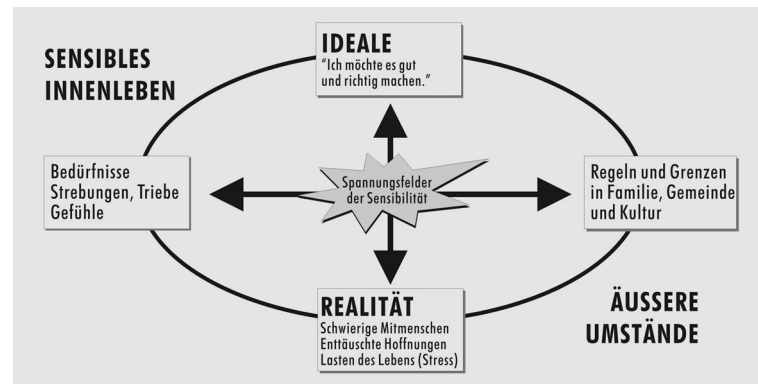 SENSIBLES
INNENLEBEN
IDEALE
"Ich möchte es gut
und richtig machen."
Bedürfnisse
Strebungen, Triebe
Gefühle
Spannungsfelder
der Sensibilität
Regeln und Grenzen
in Familie, Gemeinde
und Kultur
REALITÄT
Schwierige Mitmenschen
Enttäuschte Hoffnungen
Lasten des Lebens (Stress)
ÄUSSERE
UMSTÄNDE